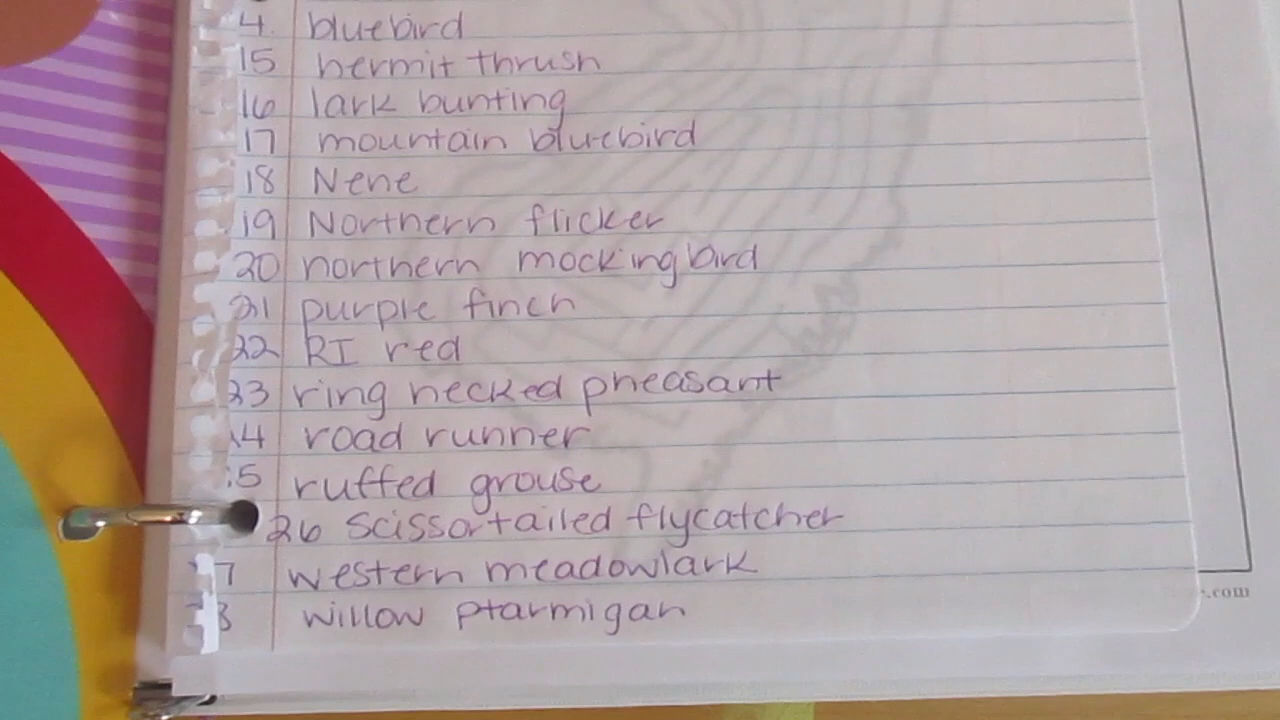 4. bluebird
15 hermit thrush
16 lark bunting
17 mountain bluebird
18 Nene
19 Northern flicker
20 northern mockingbird
21 purple finch
22 RI red
23 ring necked pheasant
4 road runner
5 ruffed grouse
26 scissortailed flycatcher
7 western meadowlark
8 willow ptarmigan
.com